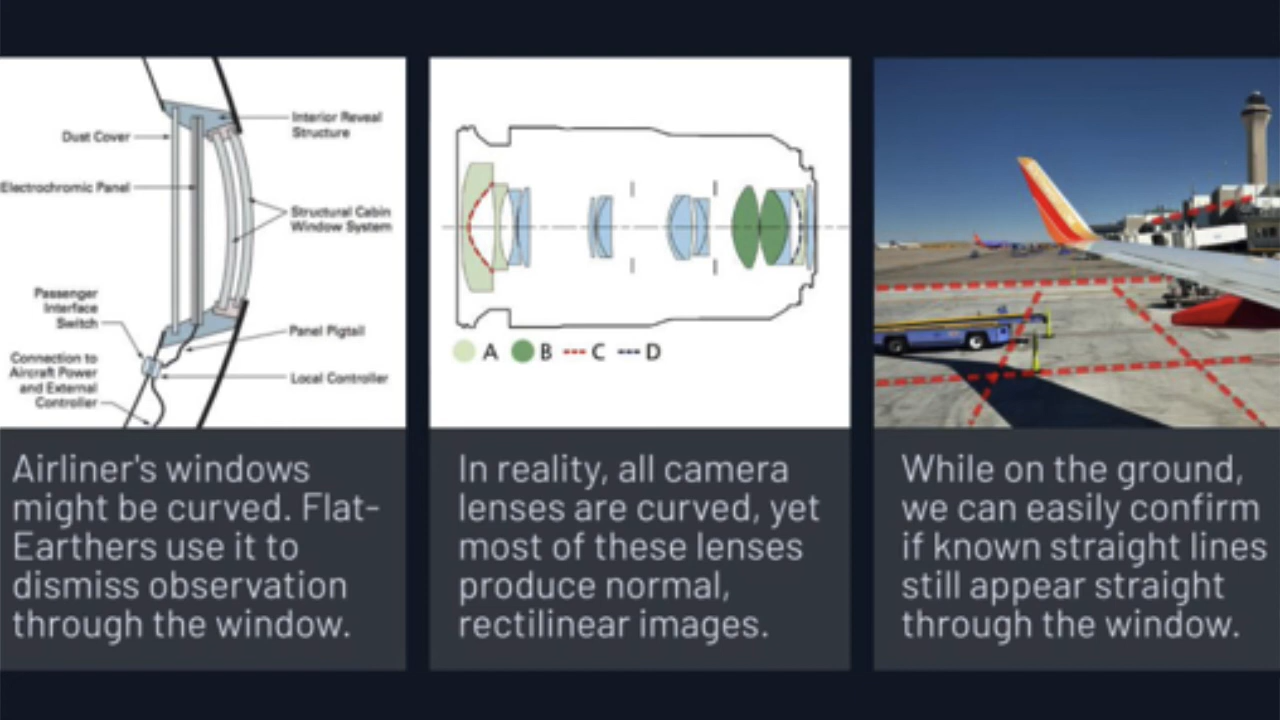 Dust Cover
Electrochromic Panel
Passenger
Interface
Switch
Connection to
Aircraft Power
and External
Controller
Interior Reveal
Structure
Structural Cabin
Window System
Panel Pigtail
Local Controller
Airliner's windows
might be curved. Flat-
Earthers use it to
dismiss observation
through the window.
A B C D
In reality, all camera
lenses are curved, yet
most of these lenses
produce normal,
rectilinear images.
While on the ground,
we can easily confirm
if known straight lines
still appear straight
through the window.